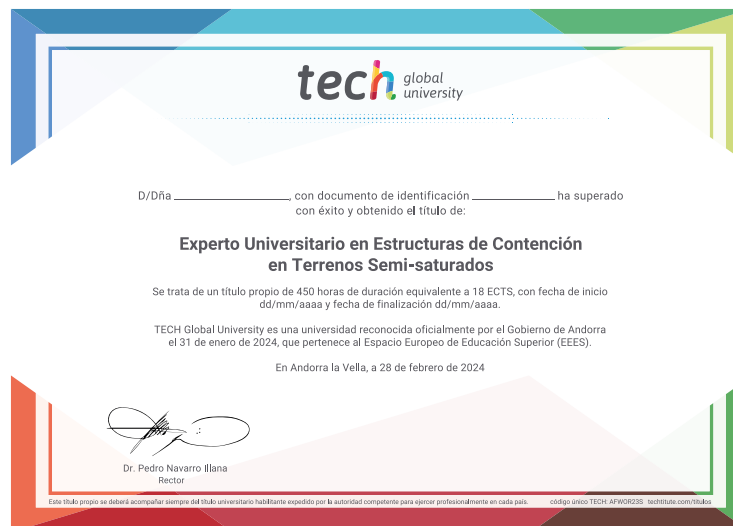 tech global
university
D/Dña ______________, con documento de identificación ______________ ha superado
con éxito y obtenido el título de:
Experto Universitario en Estructuras de Contención
en Terrenos Semi-saturados
Se trata de un título propio de 450 horas de duración equivalente a 18 ECTS, con fecha de inicio
dd/mm/aaaa y fecha de finalización dd/mm/aaaa.
TECH Global University es una universidad reconocida oficialmente por el Gobierno de Andorra
el 31 de enero de 2024, que pertenece al Espacio Europeo de Educación Superior (EEES).
En Andorra la Vella, a 28 de febrero de 2024
Dr. Pedro Navarro Illana
Rector
Este título propio se deberá acompañar siempre del título universitario habilitante expedido por la autoridad competente para ejercer profesionalmente en cada país. código único TECH: AFWOR23S techtitute.com/titulos